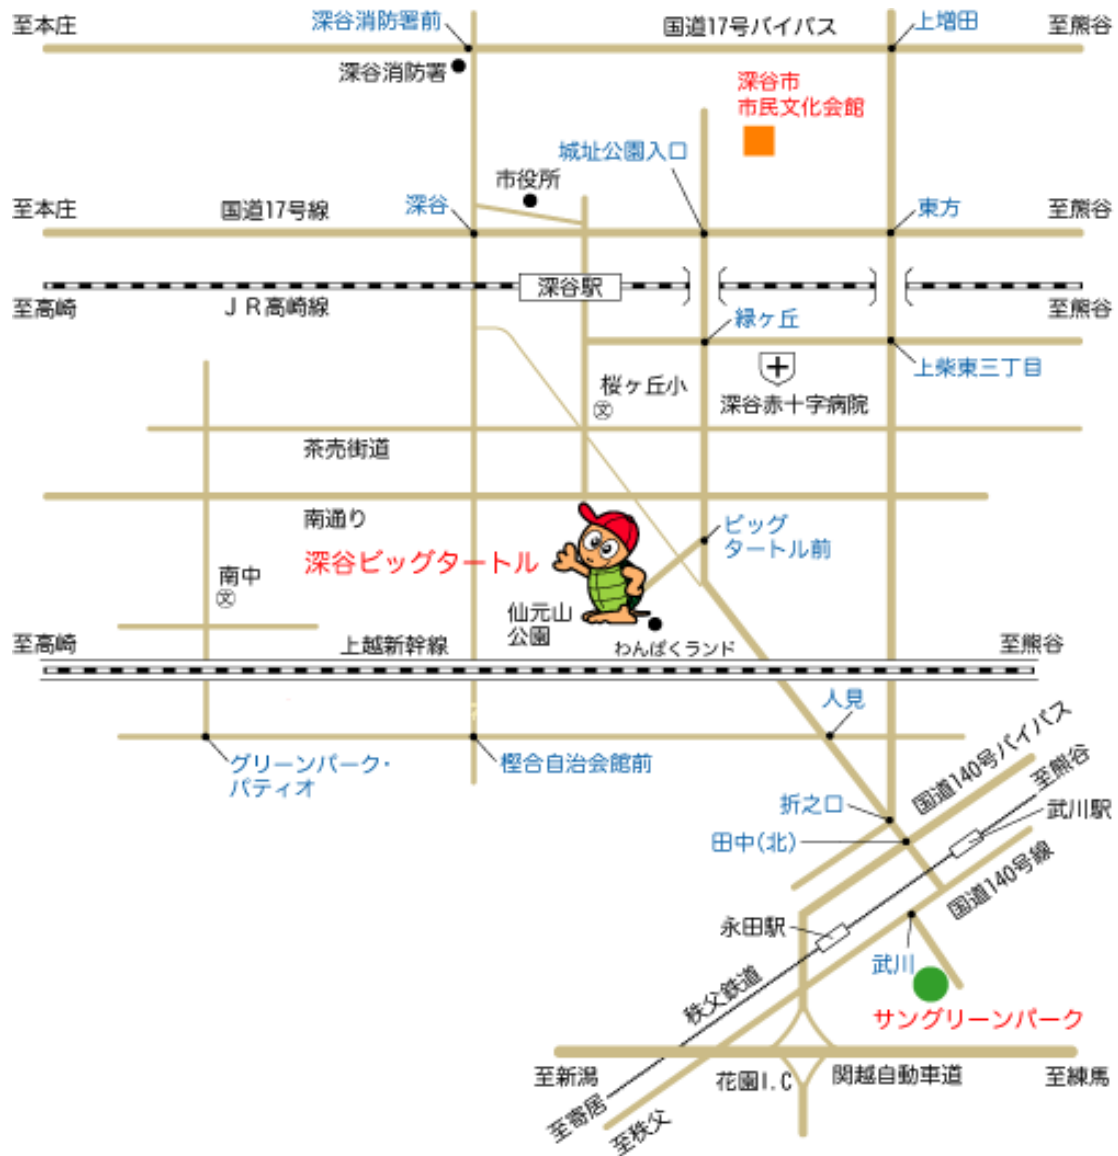 至本庄
深谷消防署前
国道17号バイパス
上増田
至熊谷
深谷消防署
深谷市
市民文化会館
城址公園入口
市役所
至本庄
国道17号線
深谷
東方
至熊谷
深谷駅
至高崎
JR高崎線
緑ヶ丘
至熊谷
上柴東三丁目
桜ヶ丘小
文
深谷赤十字病院
茶売街道
南通り
ビッグ
タートル前
深谷ビッグタートル
南中
文
仙元山
公園
わんぱくランド
至高崎
上越新幹線
至熊谷
人見
グリーンパーク・
パティオ
樫合自治会館前
国道140号バイパス
至熊谷
折之口
武川駅
田中(北)
国道140号線
永田駅
武川
秩父鉄道
サングリーンパーク
至新潟
花園I.C
関越自動車道
至練馬
至寄居
至秩父